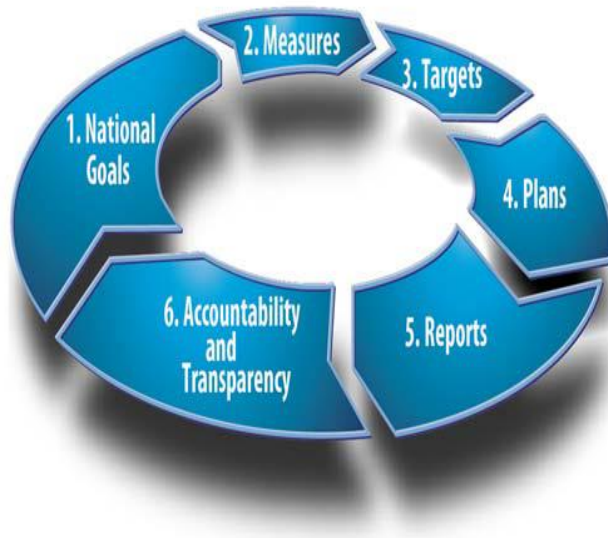 1. National
Goals
2. Measures
3. Targets
4. Plans
5. Reports
6. Accountability
and
Transparency